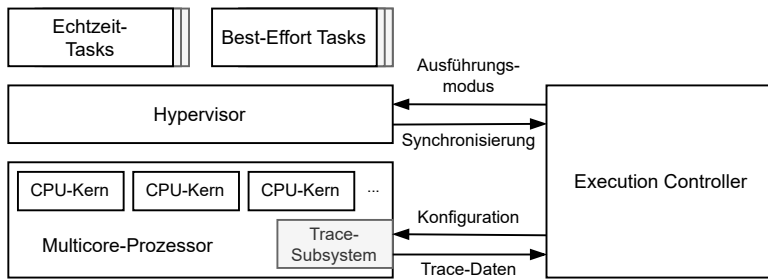 Echtzeit-
Tasks
Best-Effort Tasks
Ausführungs-
modus
Hypervisor
Synchronisierung
Execution Controller
CPU-Kern
CPU-Kern
CPU-Kern
...
Konfiguration
Trace-
Subsystem
Multicore-Prozessor
Trace-Daten